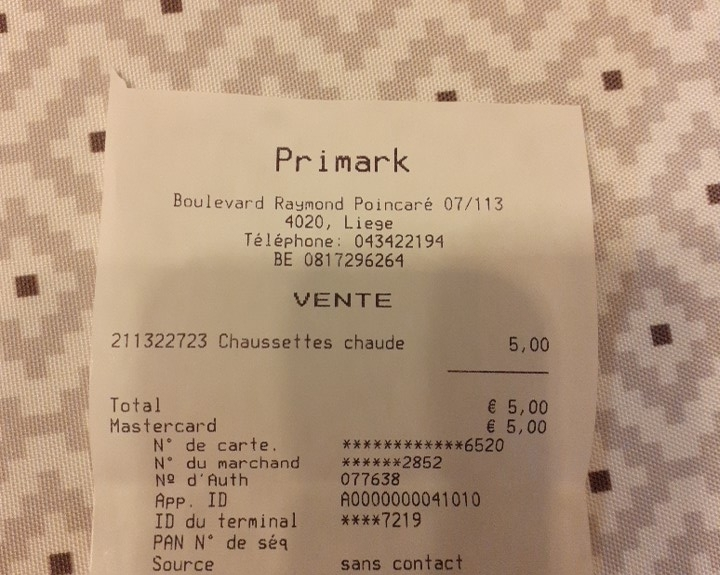 Primark
Boulevard Raymond Poincaré 07/113
4020, Liege
Téléphone: 043422194
BE 0817296264
VENTE
211322723 Chaussettes chaude 5,00
Total € 5,00
Mastercard € 5,00
N° de carte. ************6520
N° du marchand ******2852
Nº d'Auth 077638
App. ID A0000000041010
ID du terminal ****7219
PAN N° de séq
Source sans contact